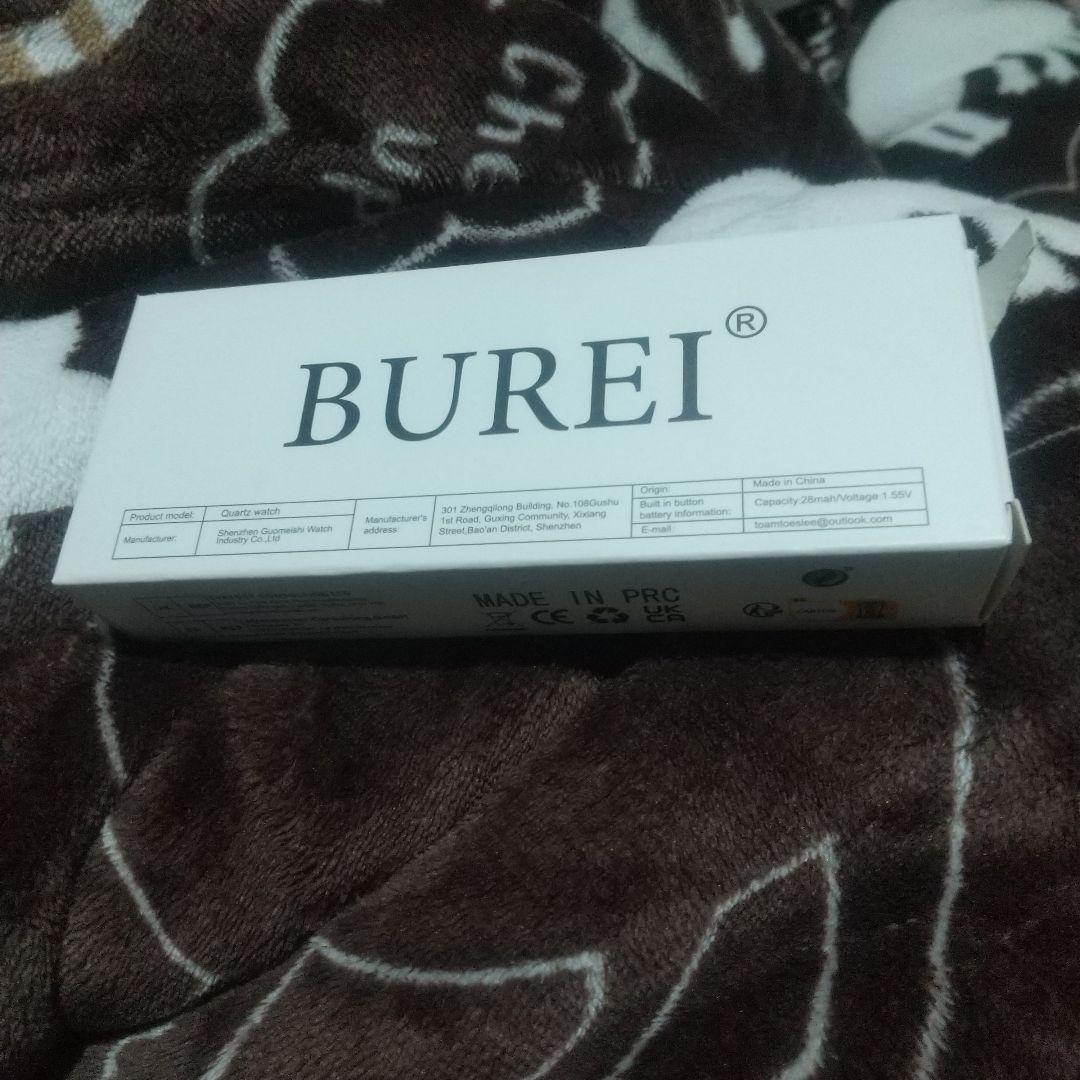 Che
BUREI®
Product model: Quartz watch
Manufacturer: Shenzhen Guomeishi Watch
Industry Co.,Ltd
Manufacturer's
address:
301 Zhengqilong Building, No.108Gushu
1st Road, Guxing Community, Xixiang
Street,Bao'an District, Shenzhen
Origin: Made in China
Built in button
battery information:
Capacity:28mah/Voltage:1.55V
E-mail: toamtoeslee@outlook.com
MADE IN PRC
CE
UK
CA